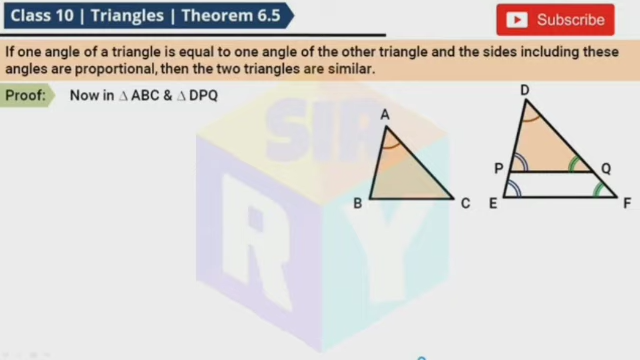 Class 10 | Triangles | Theorem 6.5
Subscribe
If one angle of a triangle is equal to one angle of the other triangle and the sides including these
angles are proportional, then the two triangles are similar.
Proof: Now in Δ ABC & Δ DPQ
D
A
P Q
B C E F
SIR
R Y